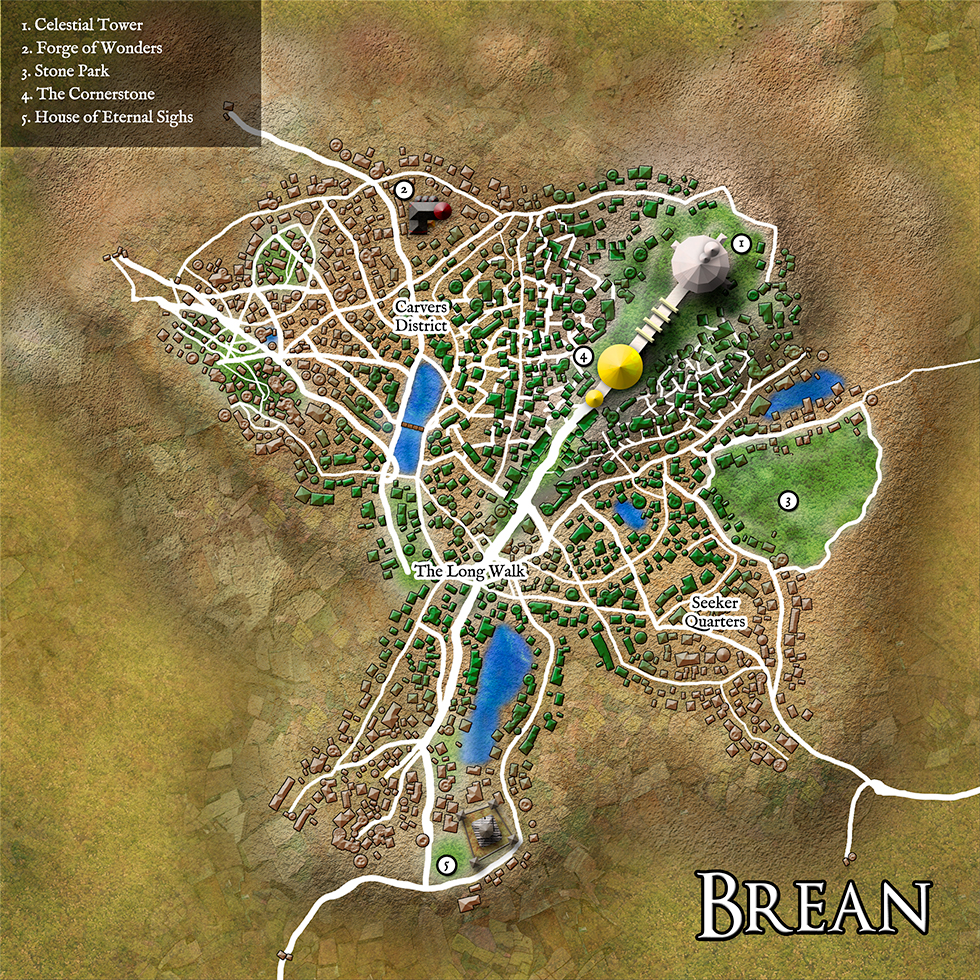 1. Celestial Tower
2. Forge of Wonders
3. Stone Park
4. The Cornerstone
5. House of Eternal Sighs
2
1
Carvers
District
4
3
The Long Walk
Seeker
Quarters
5
BREAN